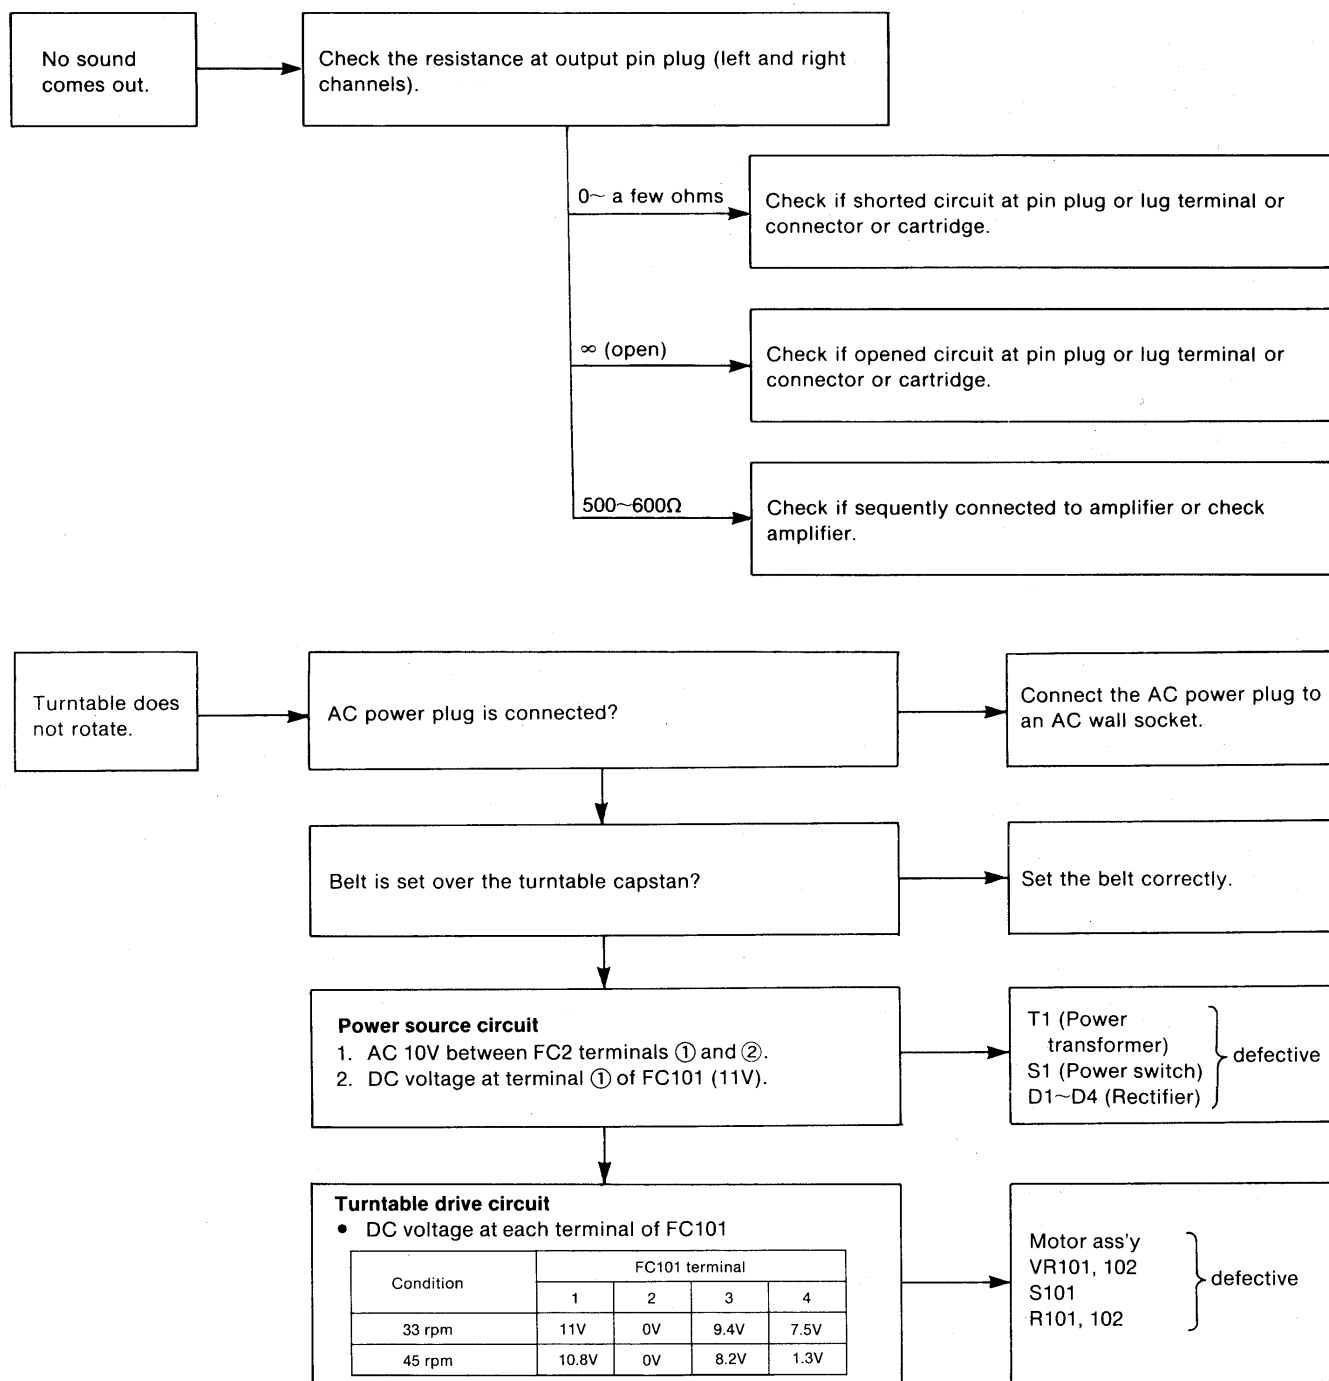 No sound
comes out.
Check the resistance at output pin plug (left and right
channels).
0~ a few ohms
Check if shorted circuit at pin plug or lug terminal or
connector or cartridge.
∞ (open)
Check if opened circuit at pin plug or lug terminal or
connector or cartridge.
500~600Ω
Check if sequently connected to amplifier or check
amplifier.
Turntable does
not rotate.
AC power plug is connected?
Connect the AC power plug to
an AC wall socket.
Belt is set over the turntable capstan?
Set the belt correctly.
Power source circuit
1. AC 10V between FC2 terminals ① and ②.
2. DC voltage at terminal ① of FC101 (11V).
T1 (Power
transformer)
S1 (Power switch)
D1~D4 (Rectifier)
defective
Turntable drive circuit
• DC voltage at each terminal of FC101
Condition
FC101 terminal
1 2 3 4
33 rpm 11V 0V 9.4V 7.5V
45 rpm 10.8V 0V 8.2V 1.3V
Motor ass'y
VR101, 102
S101
R101, 102
defective